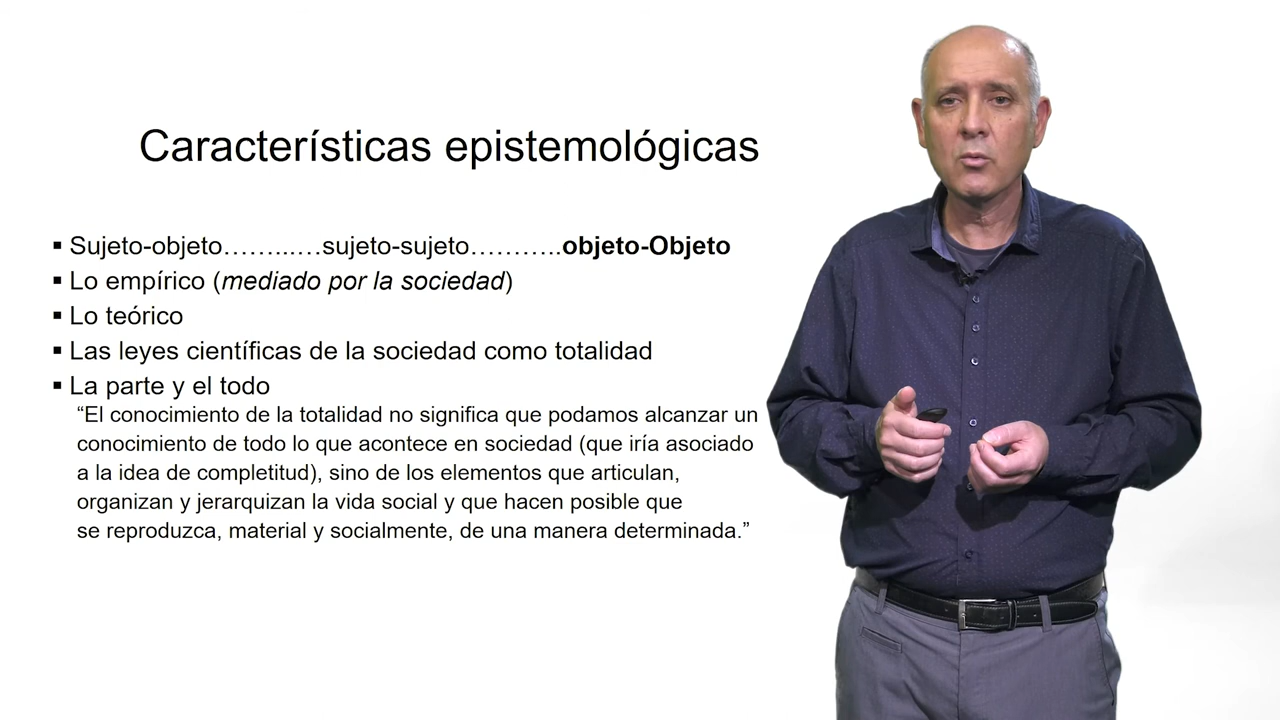 Características epistemológicas
▪ Sujeto-objeto……...…sujeto-sujeto………..objeto-Objeto
▪ Lo empírico (mediado por la sociedad)
▪ Lo teórico
▪ Las leyes científicas de la sociedad como totalidad
▪ La parte y el todo
“El conocimiento de la totalidad no significa que podamos alcanzar un
conocimiento de todo lo que acontece en sociedad (que iría asociado
a la idea de completitud), sino de los elementos que articulan,
organizan y jerarquizan la vida social y que hacen posible que
se reproduzca, material y socialmente, de una manera determinada.”